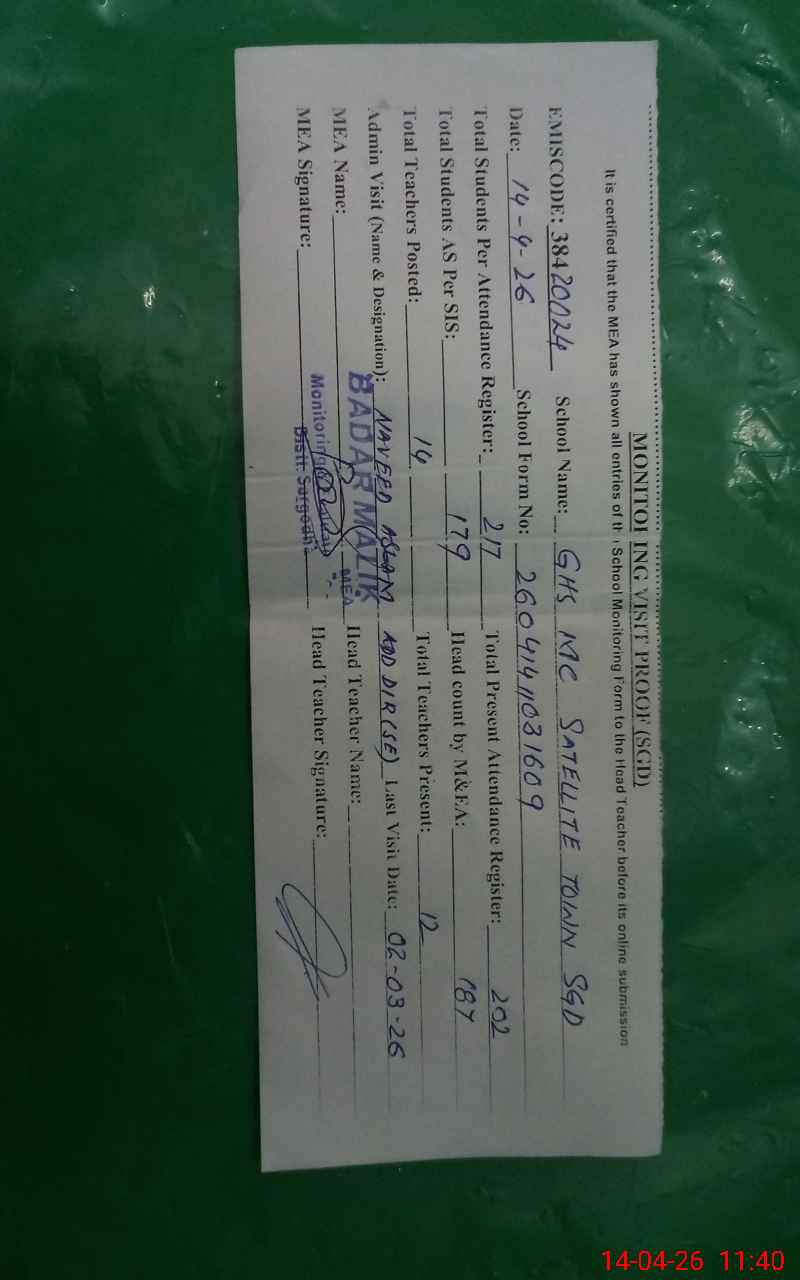 MONITORING VISIT PROOF (SGD)
It is certified that the MEA has shown all entries of the School Monitoring Form to the Head Teacher before its online submission
EMISCODE: 38420024 School Name: GHS MC SATELLITE TOWN SGD
Date: 14-4-26 School Form No: 26041411031609
Total Students Per Attendance Register: 217 Total Present Attendance Register: 202
Total Students AS Per SIS: 179 Head count by M&EA: 187
Total Teachers Posted: 14 Total Teachers Present: 12
Admin Visit (Name & Designation): NAVEED ASLAM ADD DIR (SE) Last Visit Date: 02-03-26
MEA Name: BADAR MALIK MEA Head Teacher Name:
MEA Signature: Monitoring Distt. Sargodha Head Teacher Signature:
14-04-26 11:40